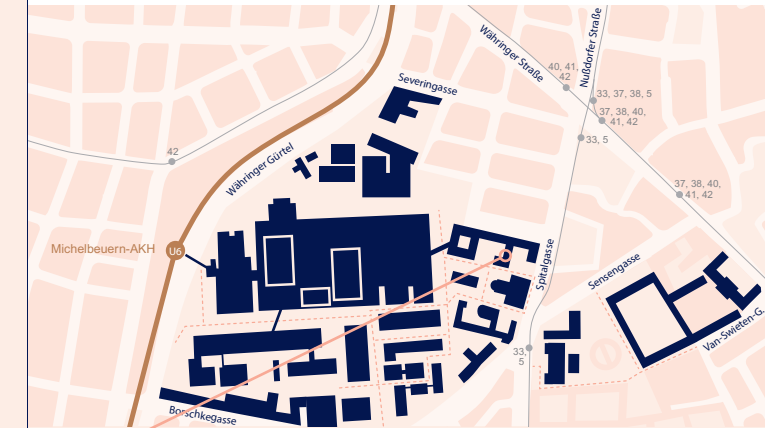 Währinger Straße
Nußdorfer Straße
40, 41,
42
33, 37, 38, 5
37, 38, 40,
41, 42
33, 5
Severingasse
42
Währinger Gürtel
37, 38, 40,
41, 42
Michelbeuern-AKH
U6
Spitalgasse
Sensengasse
Van-Swieten-G.
33,
5
Borschkegasse